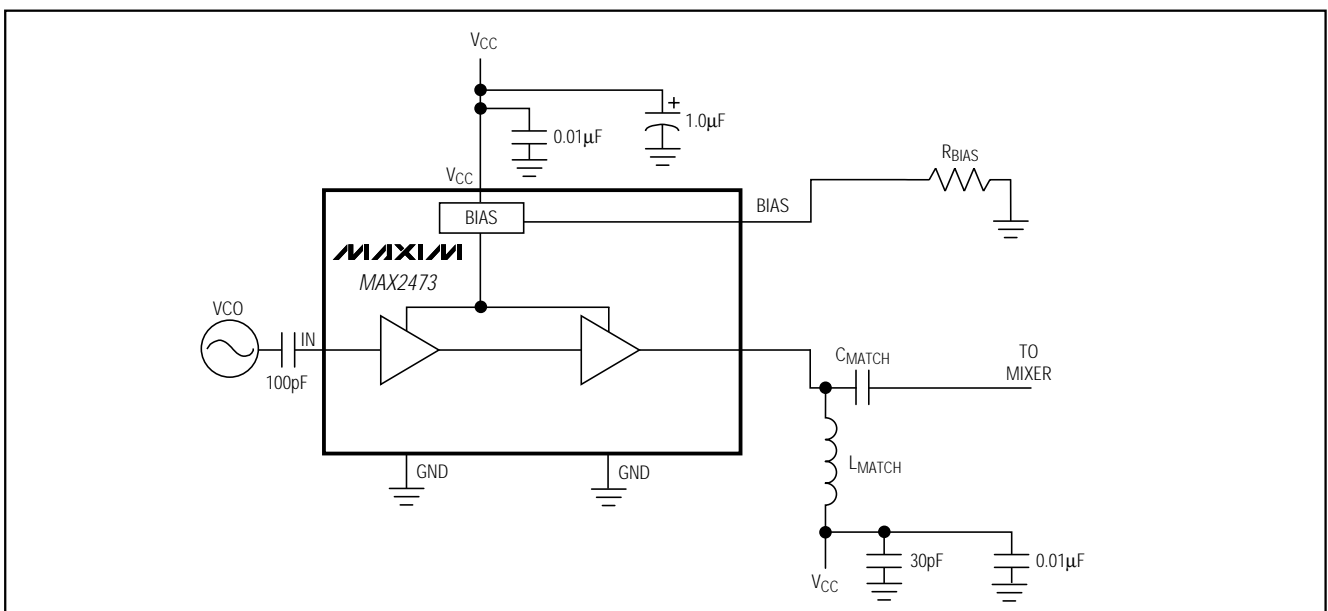 VCC
+
1.0µF
0.01µF
VCC
RBIAS
BIAS
BIAS
MAXIM
MAX2473
VCO
IN
100pF
CMATCH
TO
MIXER
GND
GND
LMATCH
30pF
0.01µF
VCC